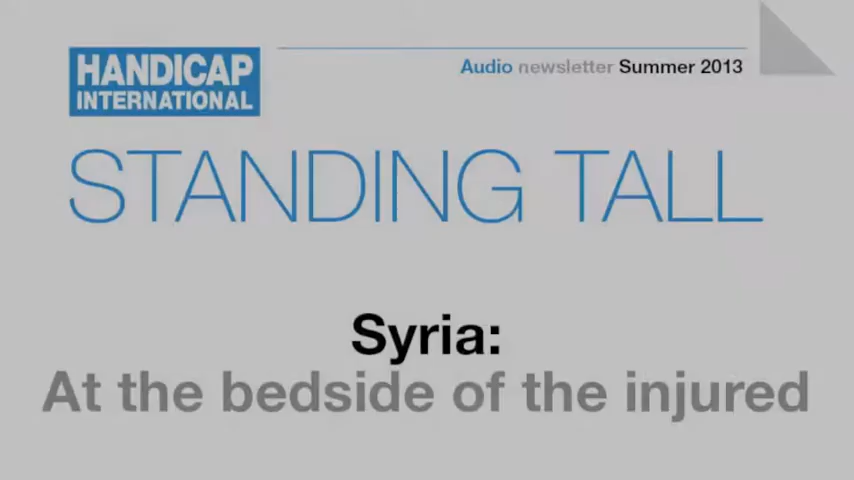 HANDICAP
INTERNATIONAL
Audio newsletter Summer 2013
STANDING TALL
Syria:
At the bedside of the injured